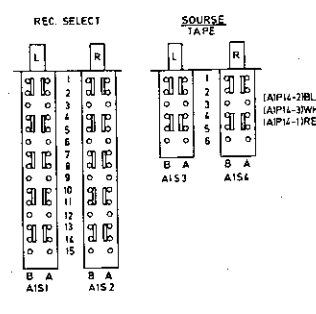 REC. SELECT
SOURSE
TAPE
L R L R
1
2
3
4
5
6
7
8
9
10
11
12
13
14
15
1
2
3
4
5
6
(A1P14-2)BL
(A1P14-3)WH
(A1P14-1)RE
B A B A
A1S1 A1S2
B A B A
A1S3 A1S4